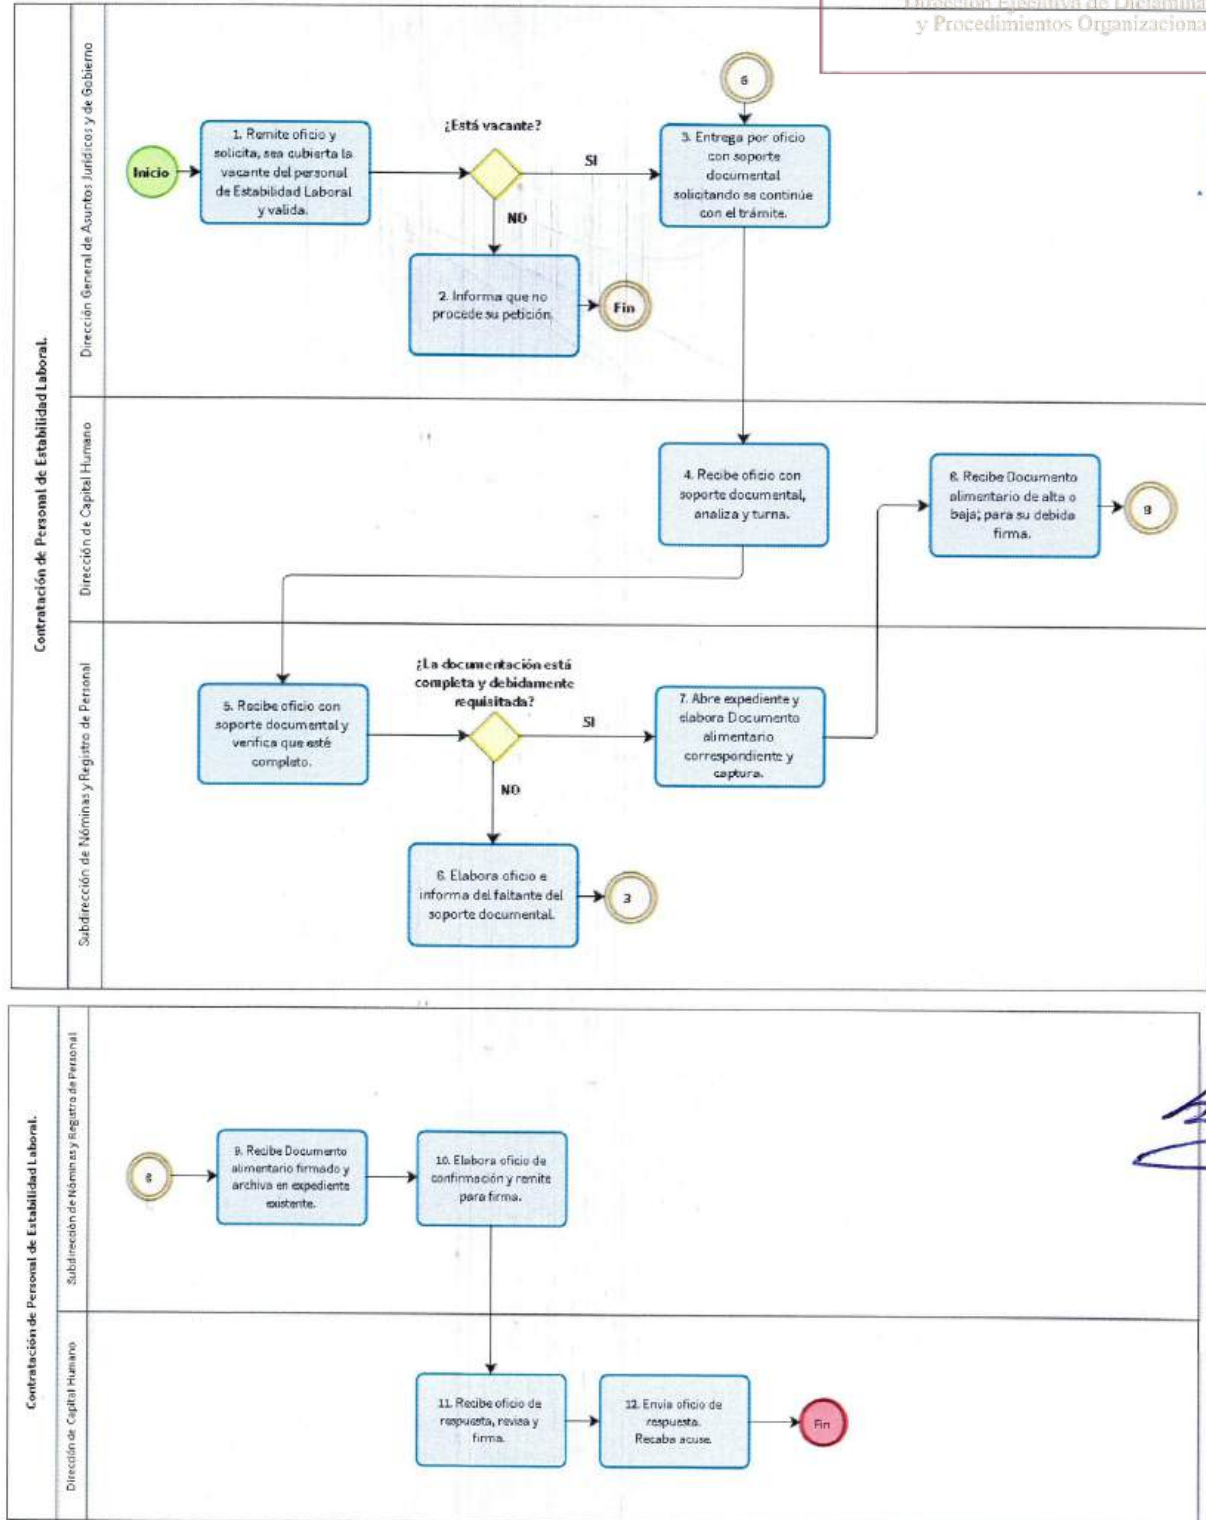 Dirección Ejecutiva de Dictamina
y Procedimientos Organizaciona
Contratación de Personal de Estabilidad Laboral.
Dirección General de Asuntos Jurídicos y de Gobierno
Inicio
1. Remite oficio y
solicita, sea cubierta la
vacante del personal
de Estabilidad Laboral
y valida.
¿Está vacante?
SI
NO
2. Informa que no
procede su petición.
Fin
6
3. Entrega por oficio
con soporte
documental
solicitando se continúe
con el trámite.
Dirección de Capital Humano
4. Recibe oficio con
soporte documental,
analiza y turna.
8. Recibe Documento
alimentario de alta o
baja; para su debida
firma.
9
Subdirección de Nóminas y Registro de Personal
5. Recibe oficio con
soporte documental y
verifica que esté
completo.
¿La documentación está
completa y debidamente
requisitada?
SI
NO
7. Abre expediente y
elabora Documento
alimentario
correspondiente y
captura.
6. Elabora oficio e
informa del faltante del
soporte documental.
3
Contratación de Personal de Estabilidad Laboral.
Subdirección de Nóminas y Registro de Personal
9. Recibe Documento
alimentario firmado y
archiva en expediente
existente.
10. Elabora oficio de
confirmación y remite
para firma.
Dirección de Capital Humano
11. Recibe oficio de
respuesta, revisa y
firma.
12. Envía oficio de
respuesta.
Recaba acuse.
Fin